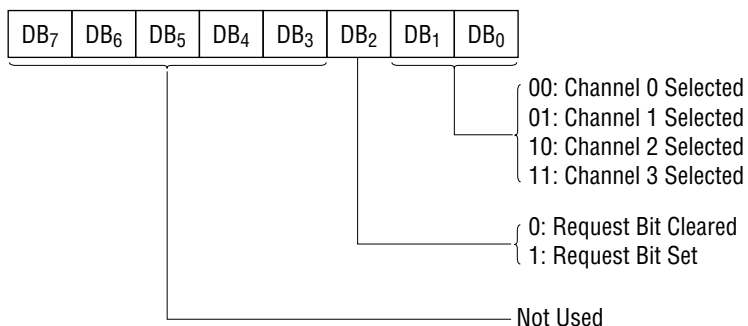 DB₇ DB₆ DB₅ DB₄ DB₃ DB₂ DB₁ DB₀
00: Channel 0 Selected
01: Channel 1 Selected
10: Channel 2 Selected
11: Channel 3 Selected
0: Request Bit Cleared
1: Request Bit Set
Not Used